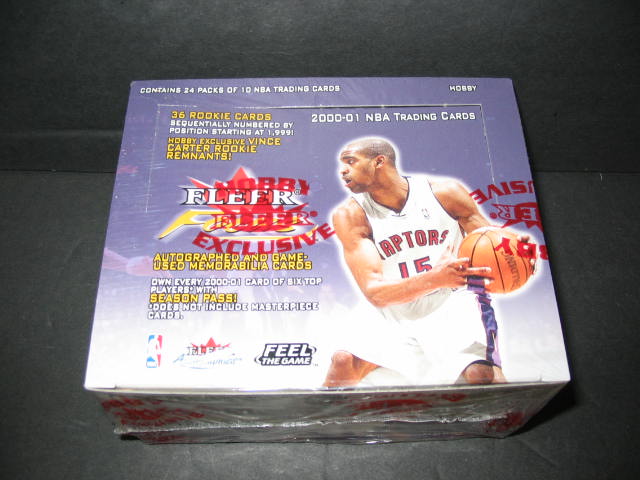 CONTAINS 24 PACKS OF 10 NBA TRADING CARDS
HOBBY
36 ROOKIE CARDS
SEQUENTIALLY NUMBERED BY
POSITION STARTING AT 1,999!
HOBBY EXCLUSIVE VINCE
CARTER ROOKIE
REMNANTS!
2000-01 NBA TRADING CARDS
HOBBY
FLEER
FLEER
EXCLUSIVE
AUTOGRAPHED AND GAME-
USED MEMORABILIA CARDS
OWN EVERY 2000-01 CARD OF SIX TOP
PLAYERS* WITH
SEASON PASS!
*DOES NOT INCLUDE MASTERPIECE
CARDS.
RAPTORS
15
FLEER
FEEL
THE GAME